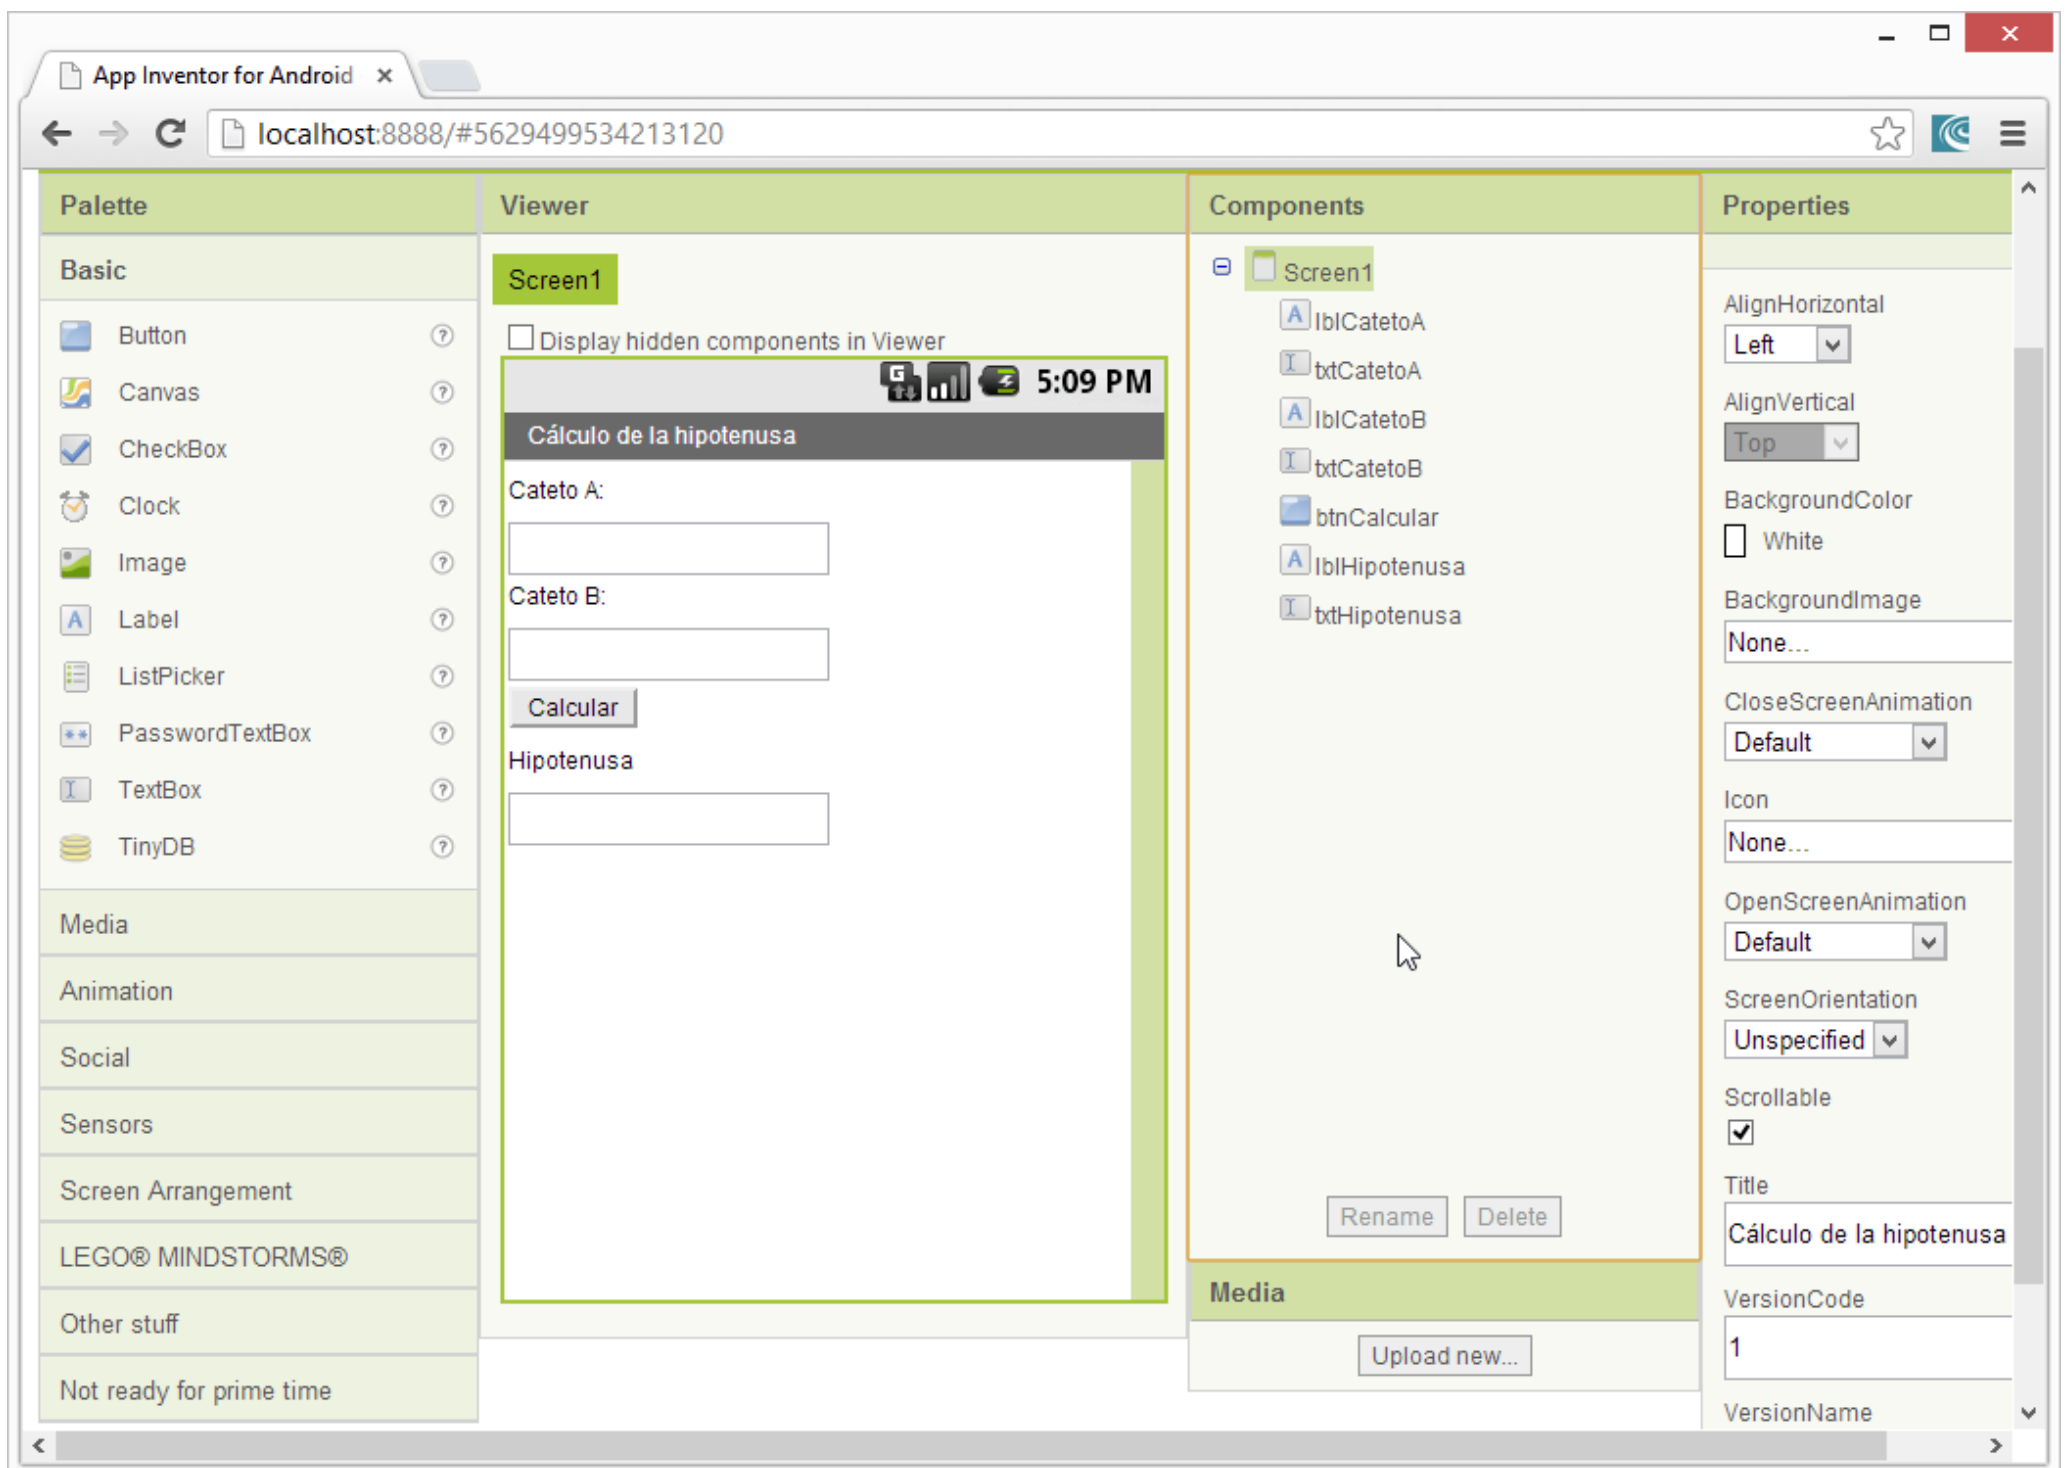 App Inventor for Android
localhost:8888/#5629499534213120
Palette
Basic
Button
Canvas
CheckBox
Clock
Image
Label
ListPicker
PasswordTextBox
TextBox
TinyDB
Media
Animation
Social
Sensors
Screen Arrangement
LEGO® MINDSTORMS®
Other stuff
Not ready for prime time
Viewer
Screen1
Display hidden components in Viewer
5:09 PM
Cálculo de la hipotenusa
Cateto A:
Cateto B:
Calcular
Hipotenusa
Components
Screen1
lblCatetoA
txtCatetoA
lblCatetoB
txtCatetoB
btnCalcular
lblHipotenusa
txtHipotenusa
Rename Delete
Media
Upload new...
Properties
AlignHorizontal
Left
AlignVertical
Top
BackgroundColor
White
BackgroundImage
None...
CloseScreenAnimation
Default
Icon
None...
OpenScreenAnimation
Default
ScreenOrientation
Unspecified
Scrollable
Title
Cálculo de la hipotenusa
VersionCode
1
VersionName